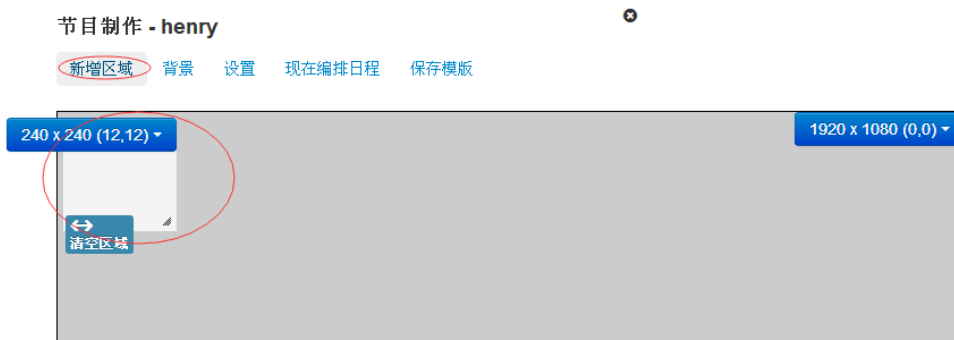 节目制作 - henry
新增区域 背景 设置 现在编排日程 保存模版
240 x 240 (12,12)
1920 x 1080 (0,0)
清空区域